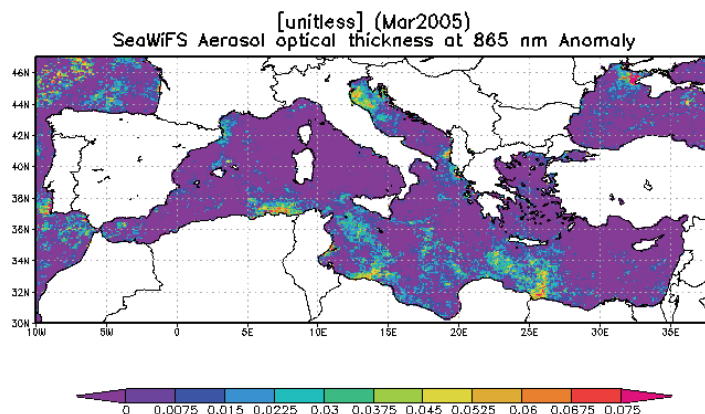 [unitless] (Mar2005)
SeaWiFS Aerosol optical thickness at 865 nm Anomaly
46N
44N
42N
40N
38N
36N
34N
32N
30N
10W 5W 0 5E 10E 15E 20E 25E 30E 35E
0 0.0075 0.015 0.0225 0.03 0.0375 0.045 0.0525 0.06 0.0675 0.075